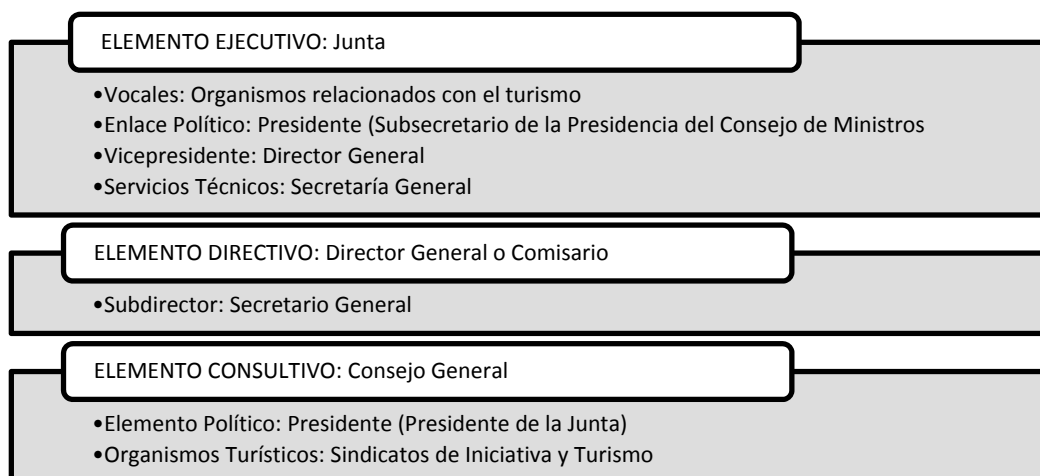 ELEMENTO EJECUTIVO: Junta
•Vocales: Organismos relacionados con el turismo
•Enlace Político: Presidente (Subsecretario de la Presidencia del Consejo de Ministros
•Vicepresidente: Director General
•Servicios Técnicos: Secretaría General
ELEMENTO DIRECTIVO: Director General o Comisario
•Subdirector: Secretario General
ELEMENTO CONSULTIVO: Consejo General
•Elemento Político: Presidente (Presidente de la Junta)
•Organismos Turísticos: Sindicatos de Iniciativa y Turismo